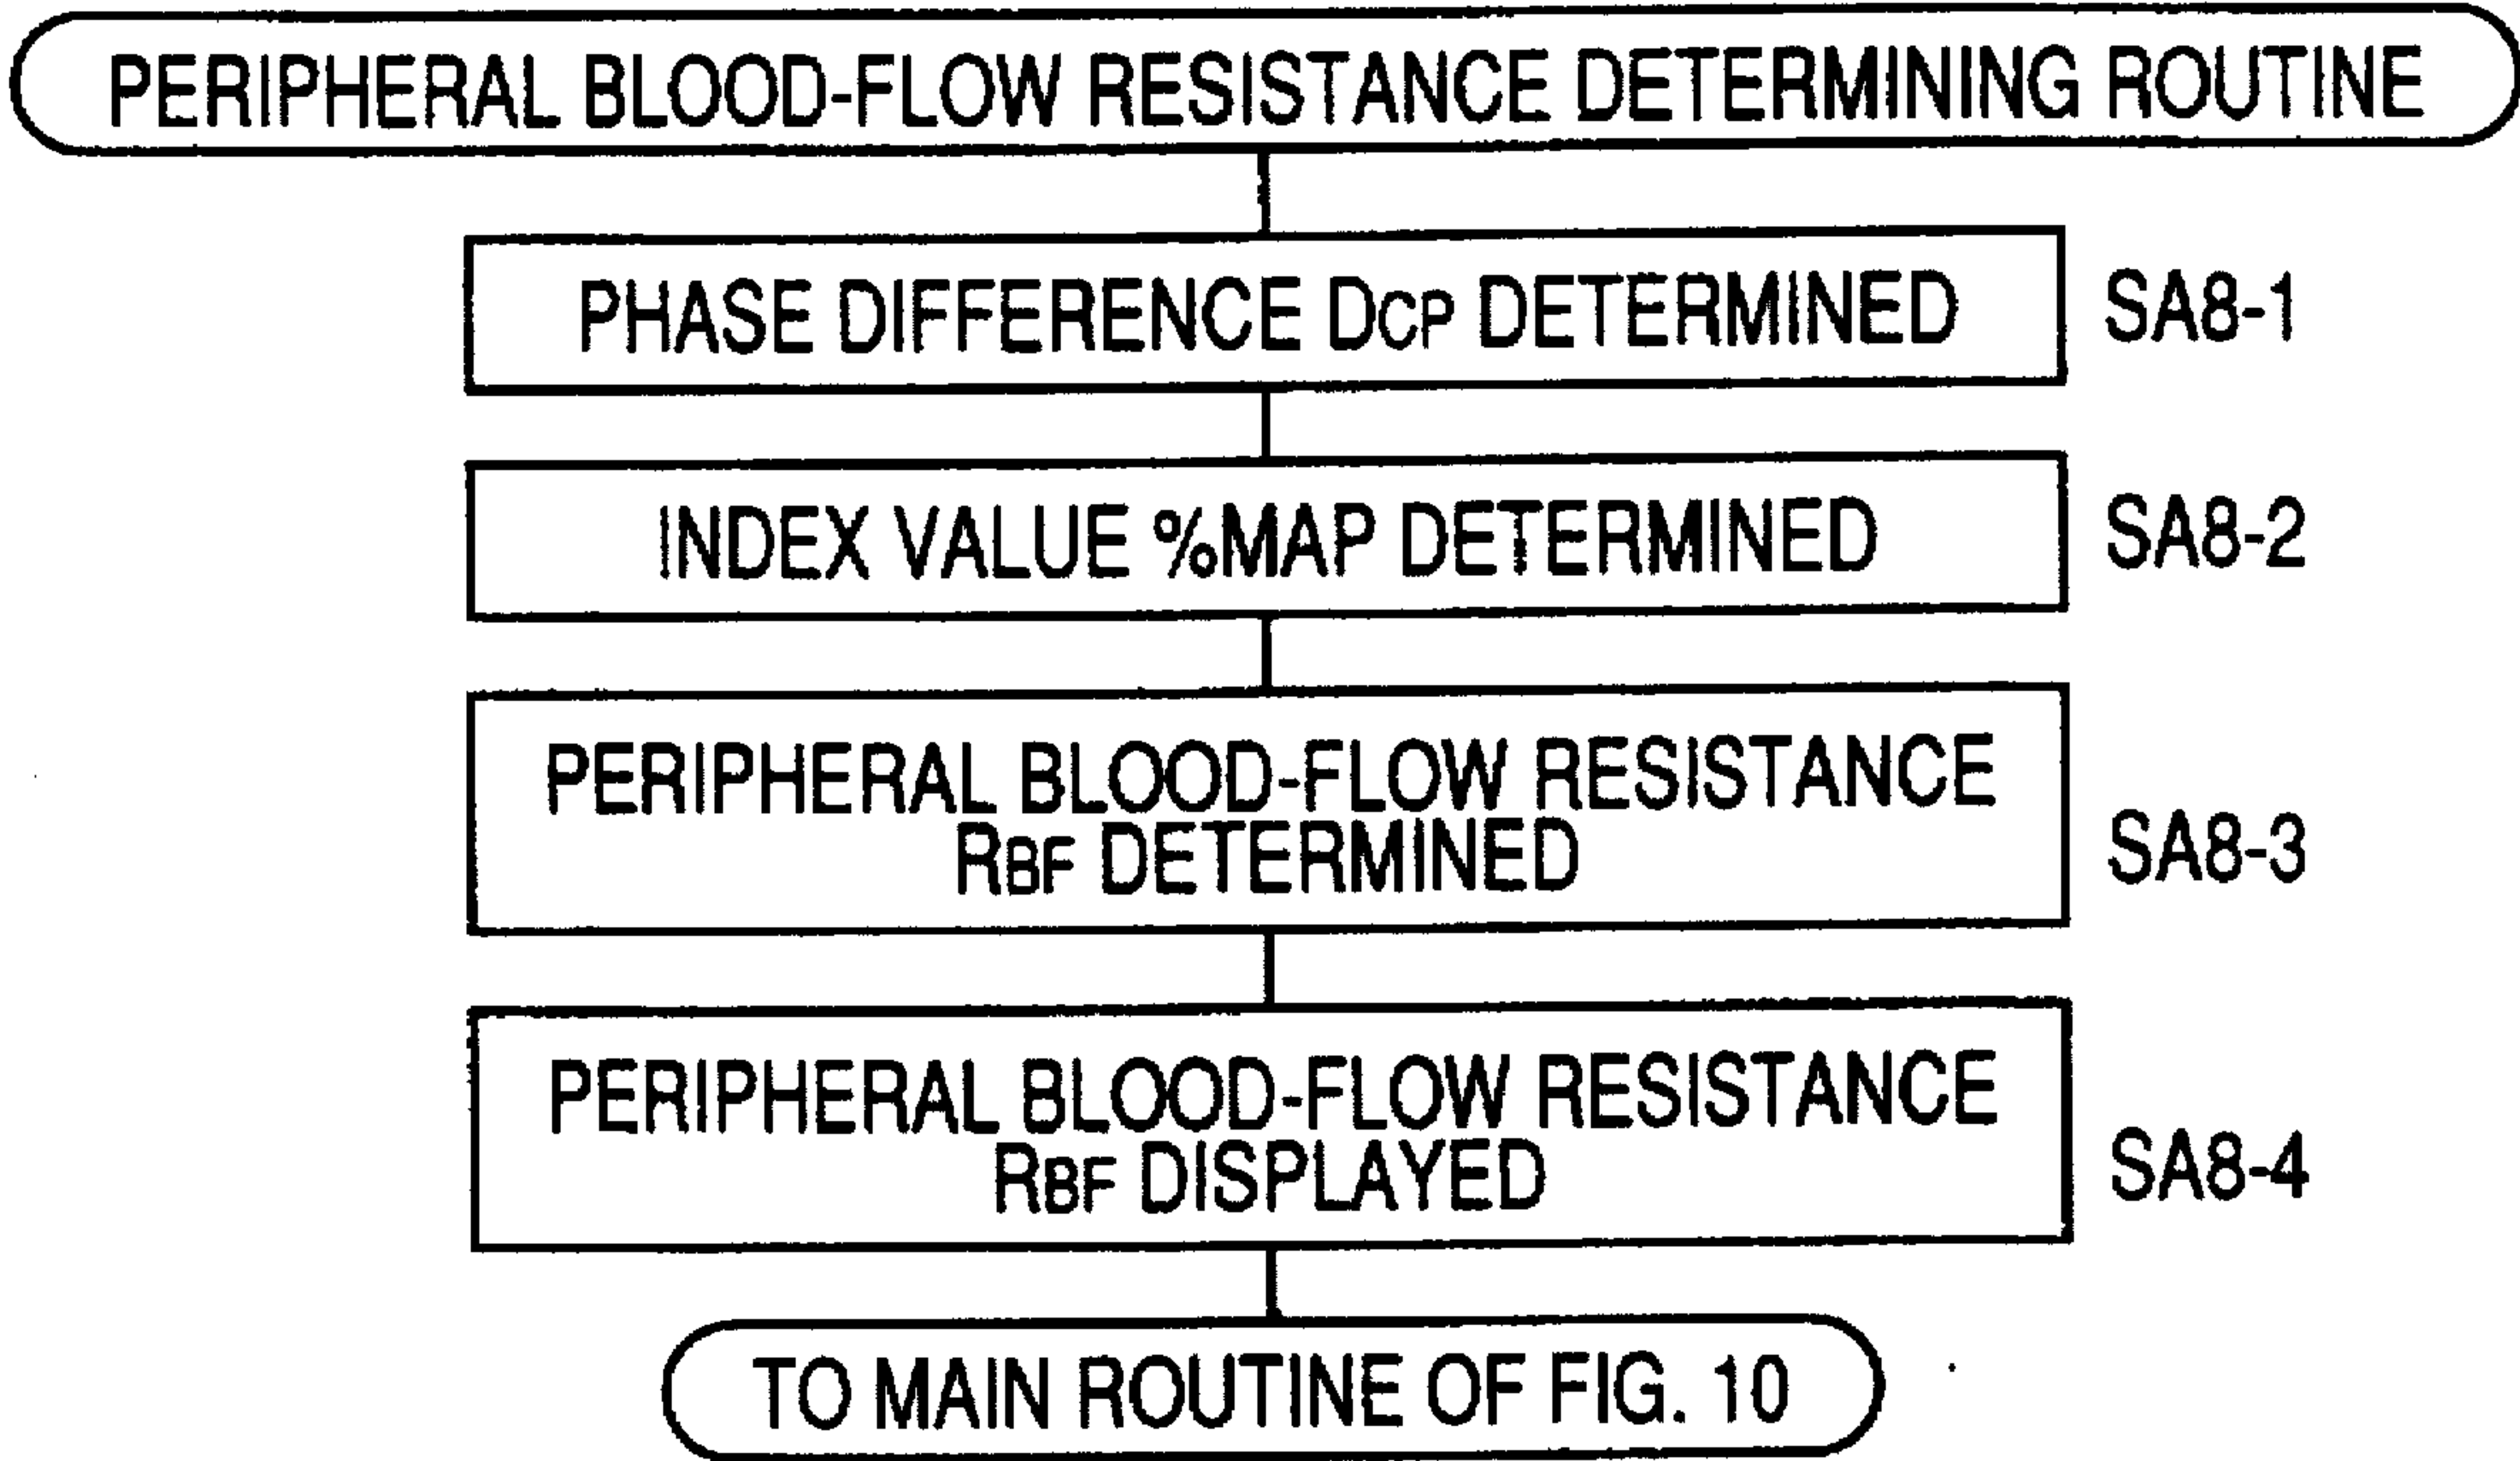 PERIPHERAL BLOOD-FLOW RESISTANCE DETERMINING ROUTINE
PHASE DIFFERENCE DCP DETERMINED
SA8-1
INDEX VALUE %MAP DETERMINED
SA8-2
PERIPHERAL BLOOD-FLOW RESISTANCE
RBF DETERMINED
SA8-3
PERIPHERAL BLOOD-FLOW RESISTANCE
RBF DISPLAYED
SA8-4
TO MAIN ROUTINE OF FIG. 10